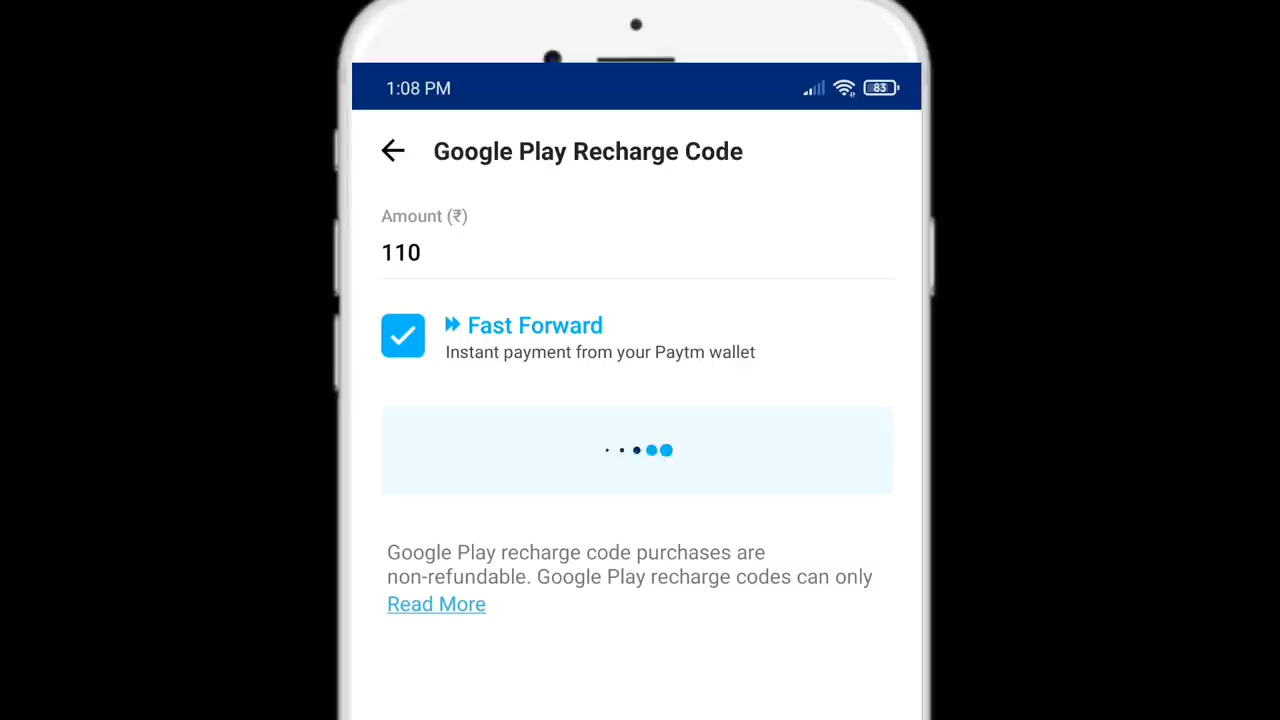 1:08 PM
83
Google Play Recharge Code
Amount (₹)
110
Fast Forward
Instant payment from your Paytm wallet
Google Play recharge code purchases are
non-refundable. Google Play recharge codes can only
Read More